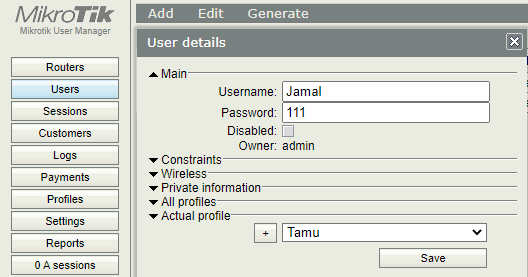 MikroTik
Mikrotik User Manager
Routers
Users
Sessions
Customers
Logs
Payments
Profiles
Settings
Reports
0 A sessions
Add Edit Generate
User details
Main
Username: Jamal
Password: 111
Disabled:
Owner: admin
Constraints
Wireless
Private information
All profiles
Actual profile
+ Tamu
Save